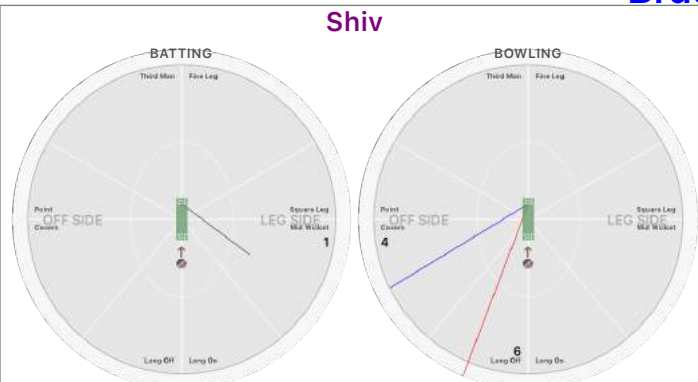 Shiv
BATTING
BOWLING
Third Man Fine Leg
Third Man Fine Leg
Point
OFF SIDE
Covers
Square Leg
LEG SIDE
Mid Wicket
1
Point
OFF SIDE
Covers
4
Square Leg
LEG SIDE
Mid Wicket
Long Off Long On
6
Long Off Long On